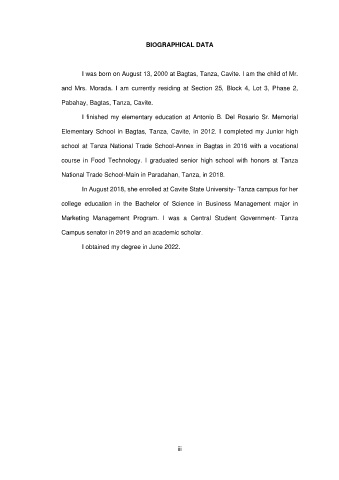 BIOGRAPHICAL DATA
I was born on August 13, 2000 at Bagtas, Tanza, Cavite. I am the child of Mr.
and Mrs. Morada. I am currently residing at Section 25, Block 4, Lot 3, Phase 2,
Pabahay, Bagtas, Tanza, Cavite.
I finished my elementary education at Antonio B. Del Rosario Sr. Memorial
Elementary School in Bagtas, Tanza, Cavite, in 2012. I completed my Junior high
school at Tanza National Trade School-Annex in Bagtas in 2016 with a vocational
course in Food Technology. I graduated senior high school with honors at Tanza
National Trade School-Main in Paradahan, Tanza, in 2018.
In August 2018, she enrolled at Cavite State University- Tanza campus for her
college education in the Bachelor of Science in Business Management major in
Marketing Management Program. I was a Central Student Government- Tanza
Campus senator in 2019 and an academic scholar.
I obtained my degree in June 2022.
iii